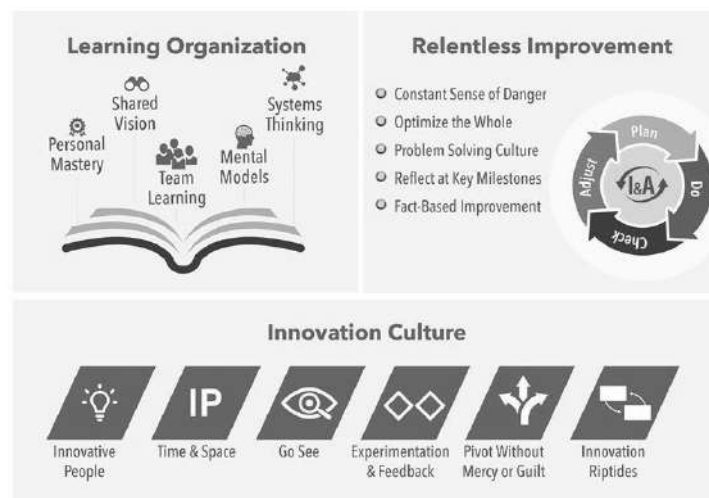 Learning Organization
Shared
Vision
Systems
Thinking
Personal
Mastery
Team
Learning
Mental
Models
Relentless Improvement
Constant Sense of Danger
Optimize the Whole
Problem Solving Culture
Reflect at Key Milestones
Fact-Based Improvement
Plan
Do
Check
Adjust
I&A
Innovation Culture
IP
Innovative
People
Time & Space
Go See
Experimentation
& Feedback
Pivot Without
Mercy or Guilt
Innovation
Riptides